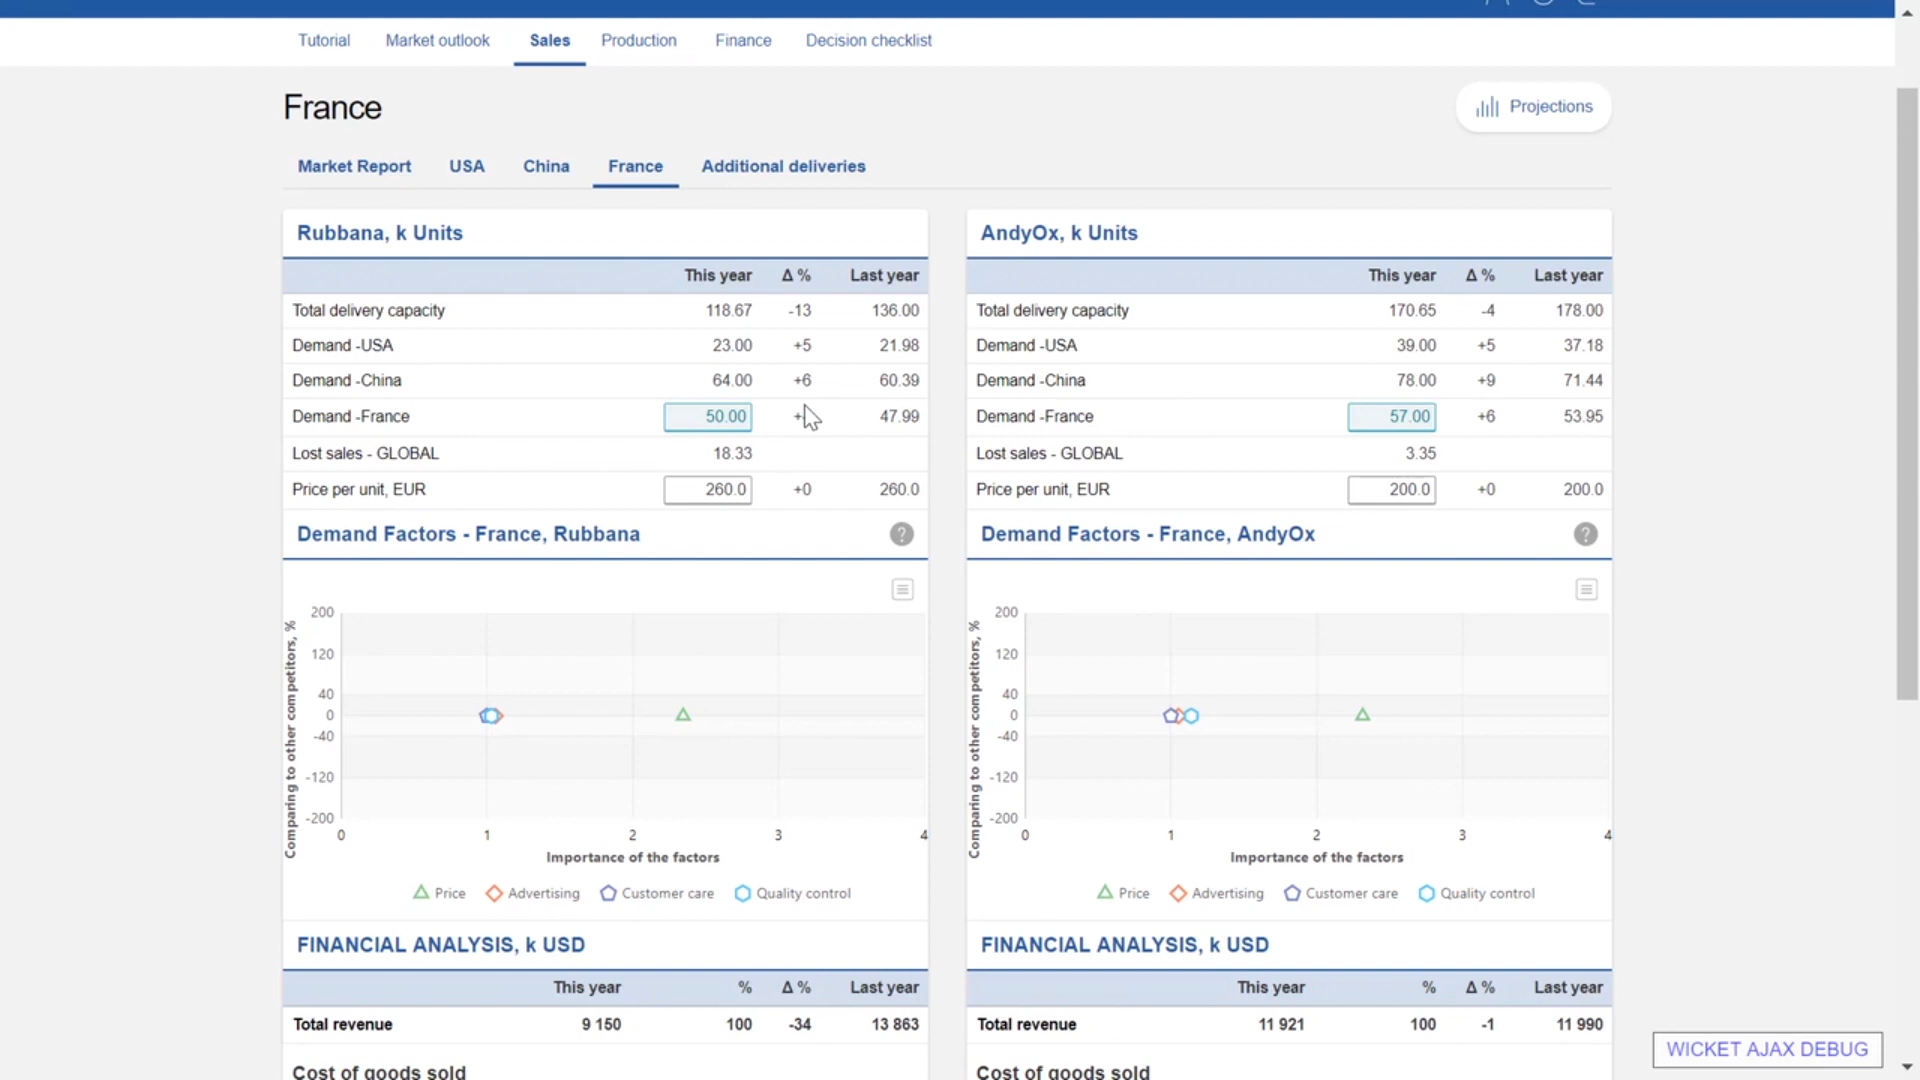 Tutorial Market outlook Sales Production Finance Decision checklist
France
Projections
Market Report USA China France Additional deliveries
Rubbana, k Units
This year Δ % Last year
Total delivery capacity 118.67 -13 136.00
Demand -USA 23.00 +5 21.98
Demand -China 64.00 +6 60.39
Demand -France 50.00 47.99
Lost sales - GLOBAL 18.33
Price per unit, EUR 260.0 +0 260.0
Demand Factors - France, Rubbana ?
Comparing to other competitors, %
200
120
40
0
-40
-120
-200
0 1 2 3 4
Importance of the factors
Price Advertising Customer care Quality control
FINANCIAL ANALYSIS, k USD
This year % Δ % Last year
Total revenue 9 150 100 -34 13 863
Cost of goods sold
AndyOx, k Units
This year Δ % Last year
Total delivery capacity 170.65 -4 178.00
Demand -USA 39.00 +5 37.18
Demand -China 78.00 +9 71.44
Demand -France 57.00 +6 53.95
Lost sales - GLOBAL 3.35
Price per unit, EUR 200.0 +0 200.0
Demand Factors - France, AndyOx ?
Comparing to other competitors, %
200
120
40
0
-40
-120
-200
0 1 2 3 4
Importance of the factors
Price Advertising Customer care Quality control
FINANCIAL ANALYSIS, k USD
This year % Δ % Last year
Total revenue 11 921 100 -1 11 990
Cost of goods sold
WICKET AJAX DEBUG